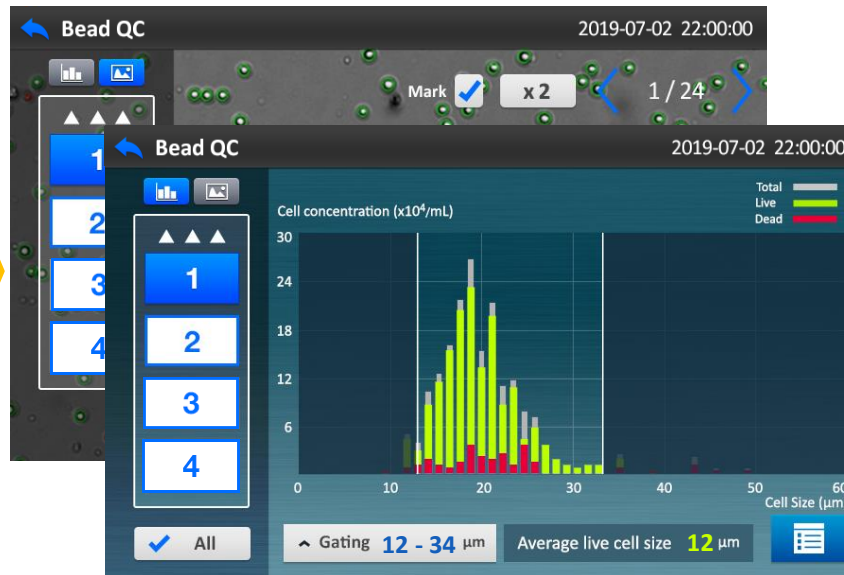 Bead QC
2019-07-02 22:00:00
Mark
x 2
1 / 24
1
2
3
4
Bead QC
2019-07-02 22:00:00
1
2
3
4
All
Cell concentration (x10⁴/mL)
Total
Live
Dead
30
24
18
12
6
0 10 20 30 40 50 60
Cell Size (μm
Gating 12 - 34 μm
Average live cell size 12 μm